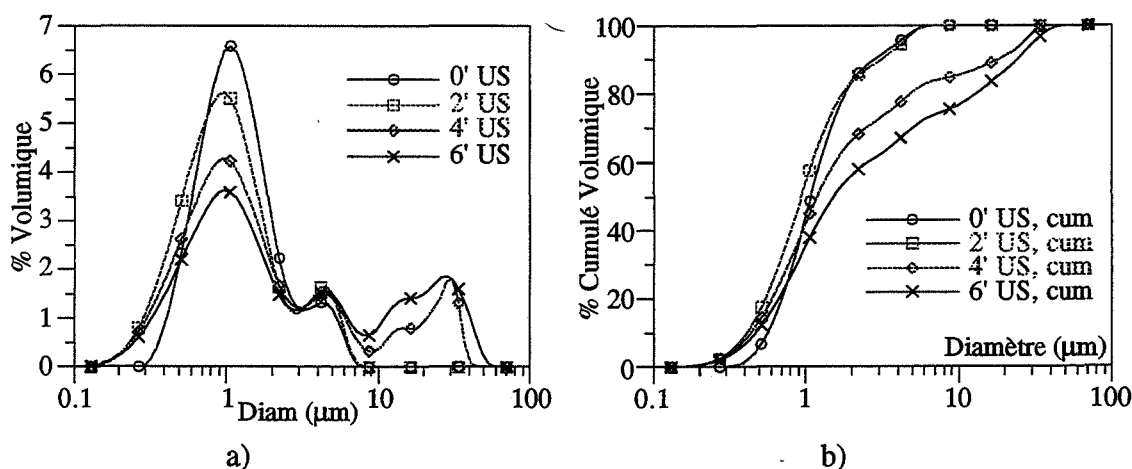 7
6
5
4
3
2
1
0
% Volumique
0' US
2' US
4' US
6' US
0.1
1
10
100
Diam (µm)
a)
100
80
60
40
20
0
% Cumulé Volumique
0' US, cum
2' US, cum
4' US, cum
6' US, cum
Diamètre (µm)
0.1
1
10
100
b)